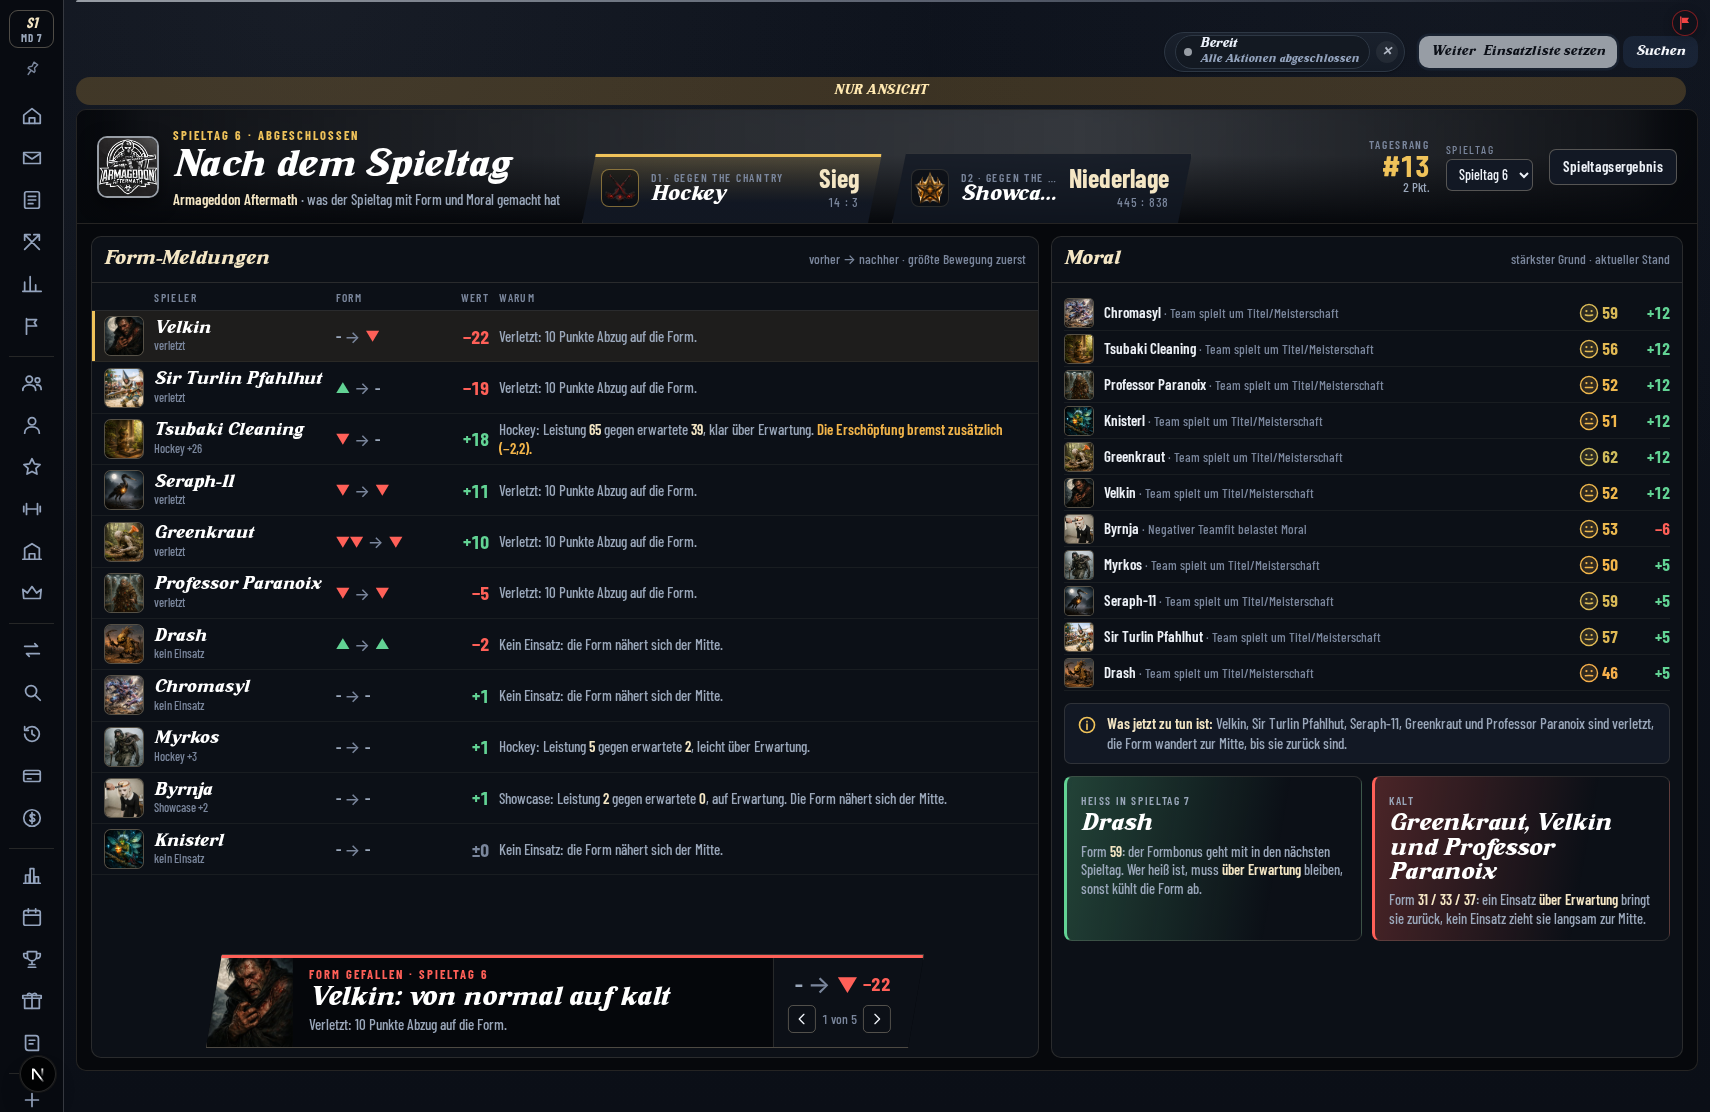 S1
MD 7
Bereit
Alle Aktionen abgeschlossen
Weiter Einsatzliste setzen
Suchen
NUR ANSICHT
ARMAGEDDON
AFTERMATH
SPIELTAG 6 · ABGESCHLOSSEN
Nach dem Spieltag
Armageddon Aftermath · was der Spieltag mit Form und Moral gemacht hat
D1 · GEGEN THE CHANTRY
Hockey
Sieg
14 : 3
D2 · GEGEN THE ...
Showca...
Niederlage
445 : 838
TAGESRANG
#13
2 Pkt.
SPIELTAG
Spieltag 6
Spieltagsergebnis
Form-Meldungen
vorher → nachher · größte Bewegung zuerst
SPIELER FORM WERT WARUM
Velkin
verletzt
- → ▼ −22 Verletzt: 10 Punkte Abzug auf die Form.
Sir Turlin Pfahlhut
verletzt
▲ → - −19 Verletzt: 10 Punkte Abzug auf die Form.
Tsubaki Cleaning
Hockey +26
▼ → - +18 Hockey: Leistung 65 gegen erwartete 39, klar über Erwartung. Die Erschöpfung bremst zusätzlich
(−2,2).
Seraph-11
verletzt
▼ → ▼ +11 Verletzt: 10 Punkte Abzug auf die Form.
Greenkraut
verletzt
▼▼ → ▼ +10 Verletzt: 10 Punkte Abzug auf die Form.
Professor Paranoix
verletzt
▼ → ▼ −5 Verletzt: 10 Punkte Abzug auf die Form.
Drash
kein Einsatz
▲ → ▲ −2 Kein Einsatz: die Form nähert sich der Mitte.
Chromasyl
kein Einsatz
- → - +1 Kein Einsatz: die Form nähert sich der Mitte.
Myrkos
Hockey +3
- → - +1 Hockey: Leistung 5 gegen erwartete 2, leicht über Erwartung.
Byrnja
Showcase +2
- → - +1 Showcase: Leistung 2 gegen erwartete 0, auf Erwartung. Die Form nähert sich der Mitte.
Knisterl
kein Einsatz
- → - ±0 Kein Einsatz: die Form nähert sich der Mitte.
FORM GEFALLEN · SPIELTAG 6
Velkin: von normal auf kalt
Verletzt: 10 Punkte Abzug auf die Form.
- → ▼ −22
1 von 5
Moral
stärkster Grund · aktueller Stand
Chromasyl · Team spielt um Titel/Meisterschaft 59 +12
Tsubaki Cleaning · Team spielt um Titel/Meisterschaft 56 +12
Professor Paranoix · Team spielt um Titel/Meisterschaft 52 +12
Knisterl · Team spielt um Titel/Meisterschaft 51 +12
Greenkraut · Team spielt um Titel/Meisterschaft 62 +12
Velkin · Team spielt um Titel/Meisterschaft 52 +12
Byrnja · Negativer Teamfit belastet Moral 53 −6
Myrkos · Team spielt um Titel/Meisterschaft 50 +5
Seraph-11 · Team spielt um Titel/Meisterschaft 59 +5
Sir Turlin Pfahlhut · Team spielt um Titel/Meisterschaft 57 +5
Drash · Team spielt um Titel/Meisterschaft 46 +5
Was jetzt zu tun ist: Velkin, Sir Turlin Pfahlhut, Seraph-11, Greenkraut und Professor Paranoix sind verletzt,
die Form wandert zur Mitte, bis sie zurück sind.
HEISS IN SPIELTAG 7
Drash
Form 59: der Formbonus geht mit in den nächsten
Spieltag. Wer heiß ist, muss über Erwartung bleiben,
sonst kühlt die Form ab.
KALT
Greenkraut, Velkin
und Professor
Paranoix
Form 31 / 33 / 37: ein Einsatz über Erwartung bringt
sie zurück, kein Einsatz zieht sie langsam zur Mitte.
N